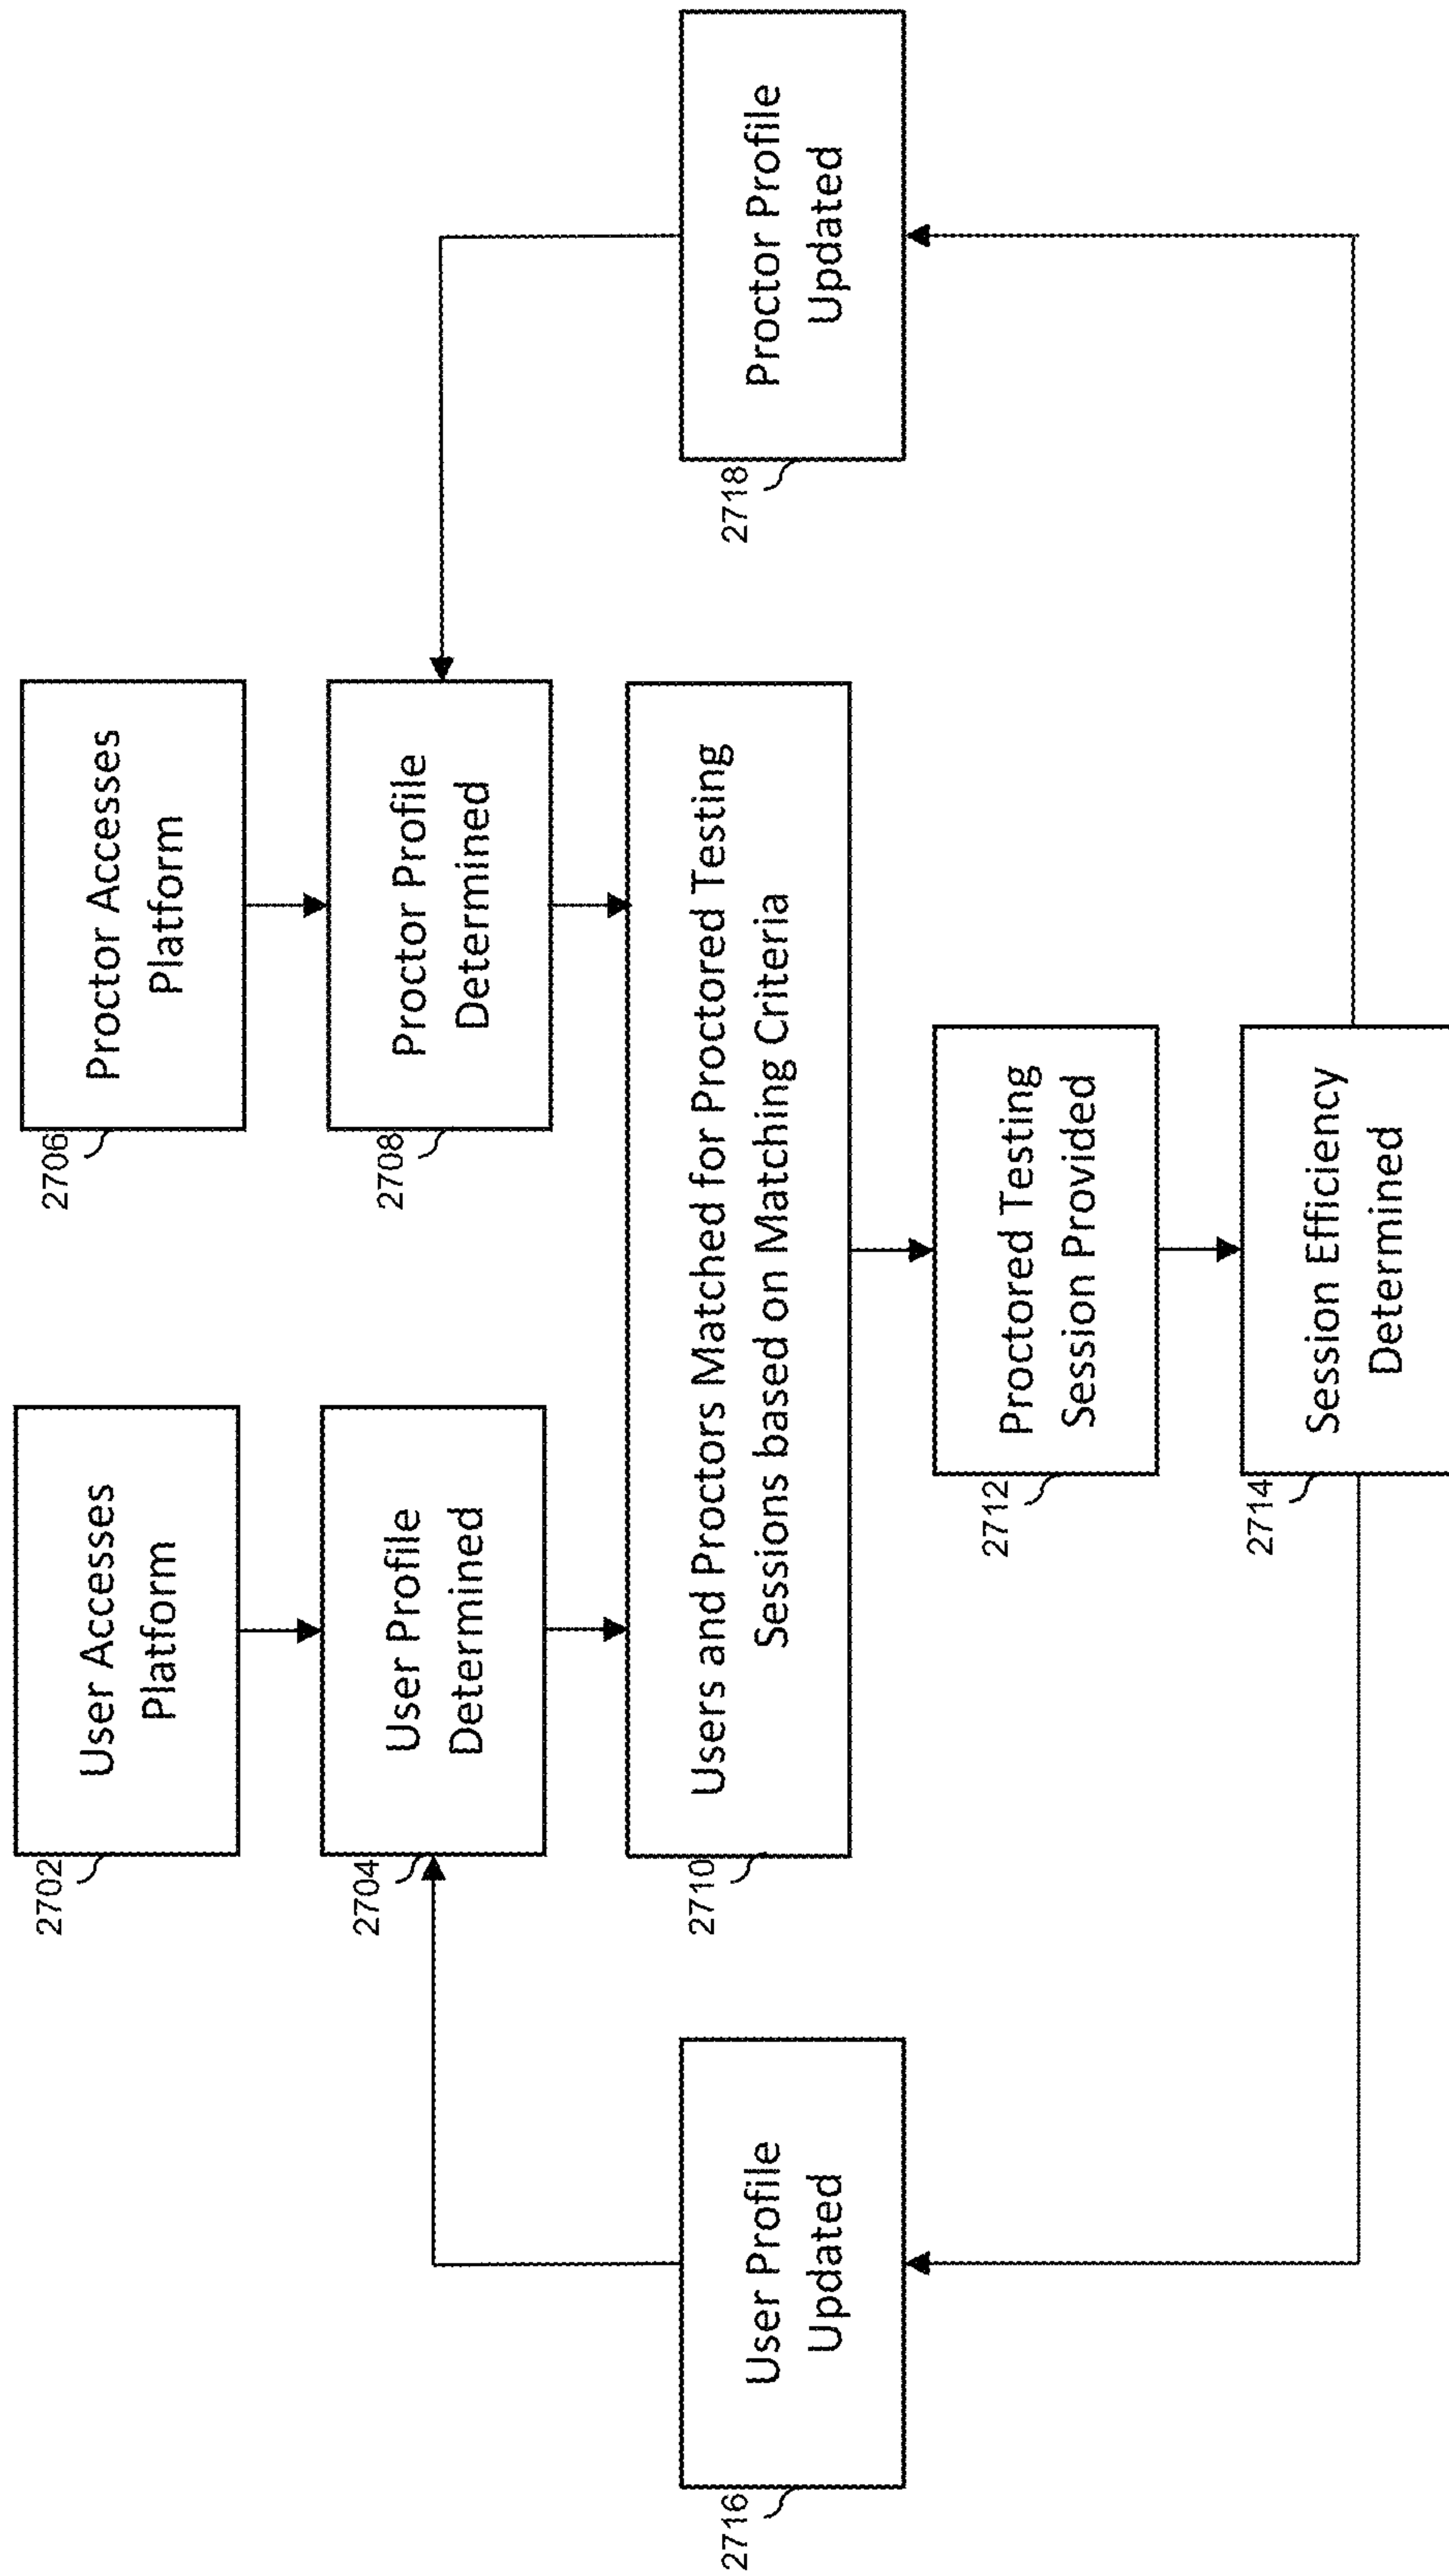 2702
User Accesses
Platform
2706
Proctor Accesses
Platform
2704
User Profile
Determined
2708
Proctor Profile
Determined
2710
Users and Proctors Matched for Proctored Testing
Sessions based on Matching Criteria
2716
User Profile
Updated
2718
Proctor Profile
Updated
2712
Proctored Testing
Session Provided
2714
Session Efficiency
Determined